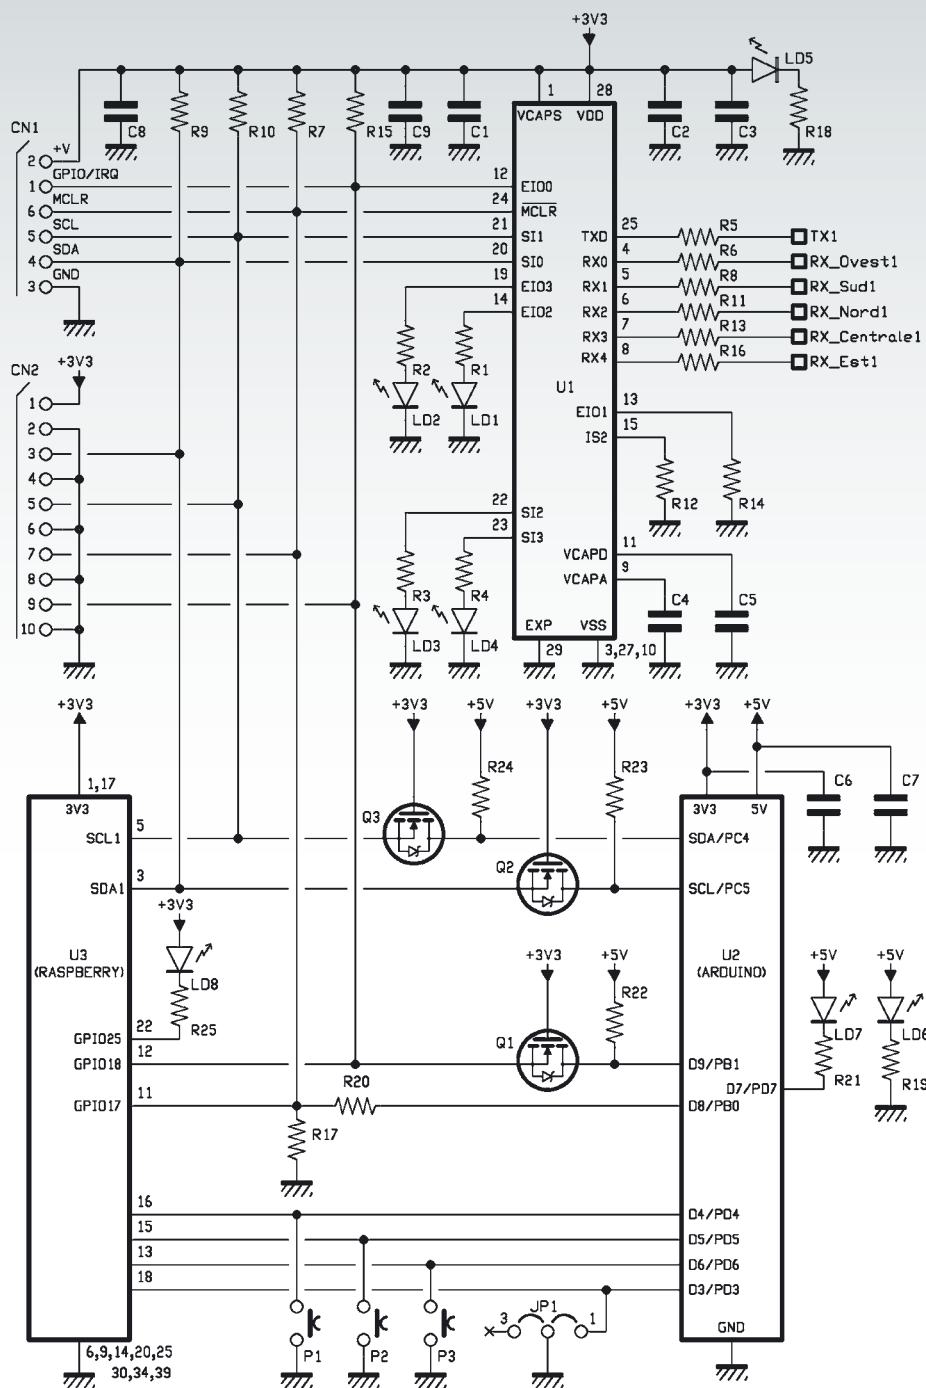 +3V3
LD5
1 28
VCAPS VDD
C8 R9 R10 R7 R15 C9 C1 C2 C3 R18
CN1
2 +V
1 GPIO/IRQ 12 EIO0
6 MCLR 24 MCLR
5 SCL 21 SI1 TXD 25 R5 TX1
4 SDA 20 SI0 RX0 4 R6 RX_Ovest1
3 GND 19 EIO3 RX1 5 R8 RX_Sud1
14 EIO2 RX2 6 R11 RX_Nord1
RX3 7 R13 RX_Centrale1
RX4 8 R16 RX_Est1
+3V3
CN2
R2 R1
U1
LD2 LD1
EIO1 13
IS2 15
1
2
3
4
5
6
7
8
9
10
R12 R14
22 SI2
23 SI3
VCAPD 11
VCAPA 9
R3 R4
C4 C5
LD3 LD4
EXP VSS
29 3,27,10
+3V3 +3V3 +5V +3V3 +5V +3V3 +5V
1,17
R24 R23 C6 C7
3V3 3V3 5V
Q3
SCL1 5 SDA/PC4
Q2
SDA1 3 SCL/PC5
+3V3
U3
(RASPBERRY)
LD8
R25
+3V3 +5V
U2
(ARDUINO)
+5V +5V
R22
LD7 LD6
GPIO25 22
Q1
GPIO18 12 D9/PB1
R21 R19
D7/PD7
R20
GPIO17 11 D8/PB0
R17
16 D4/PD4
15 D5/PD5
13 D6/PD6
18 D3/PD3
3 JP1 1
P1 P2 P3
GND
6,9,14,20,25
30,34,39